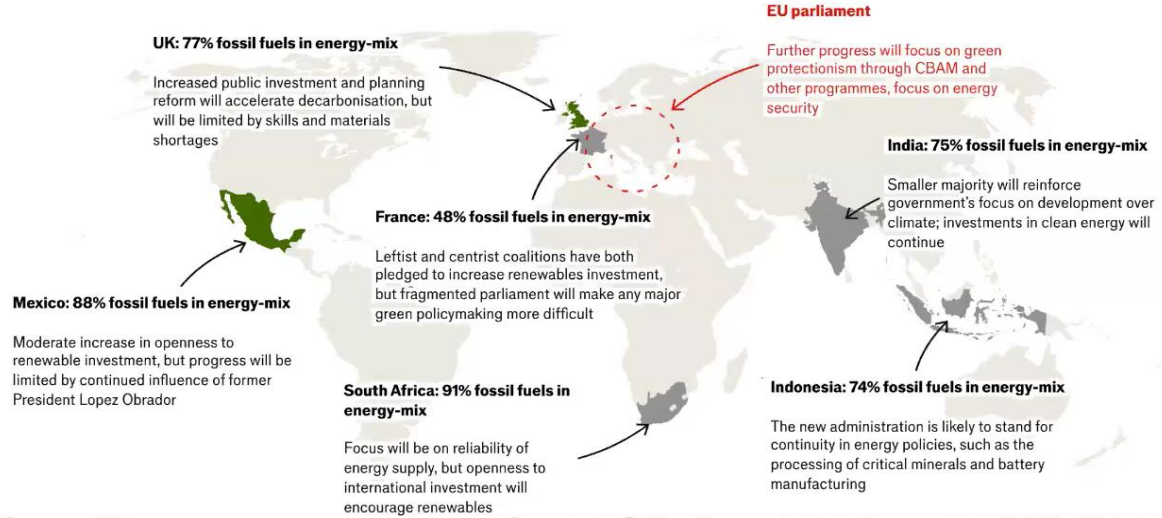 EU parliament
Further progress will focus on green
protectionism through CBAM and
other programmes, focus on energy
security
UK: 77% fossil fuels in energy-mix
Increased public investment and planning
reform will accelerate decarbonisation, but
will be limited by skills and materials
shortages
India: 75% fossil fuels in energy-mix
Smaller majority will reinforce
government's focus on development over
climate; investments in clean energy will
continue
France: 48% fossil fuels in energy-mix
Leftist and centrist coalitions have both
pledged to increase renewables investment,
but fragmented parliament will make any major
green policymaking more difficult
Mexico: 88% fossil fuels in energy-mix
Moderate increase in openness to
renewable investment, but progress will be
limited by continued influence of former
President Lopez Obrador
South Africa: 91% fossil fuels in
energy-mix
Focus will be on reliability of
energy supply, but openness to
international investment will
encourage renewables
Indonesia: 74% fossil fuels in energy-mix
The new administration is likely to stand for
continuity in energy policies, such as the
processing of critical minerals and battery
manufacturing